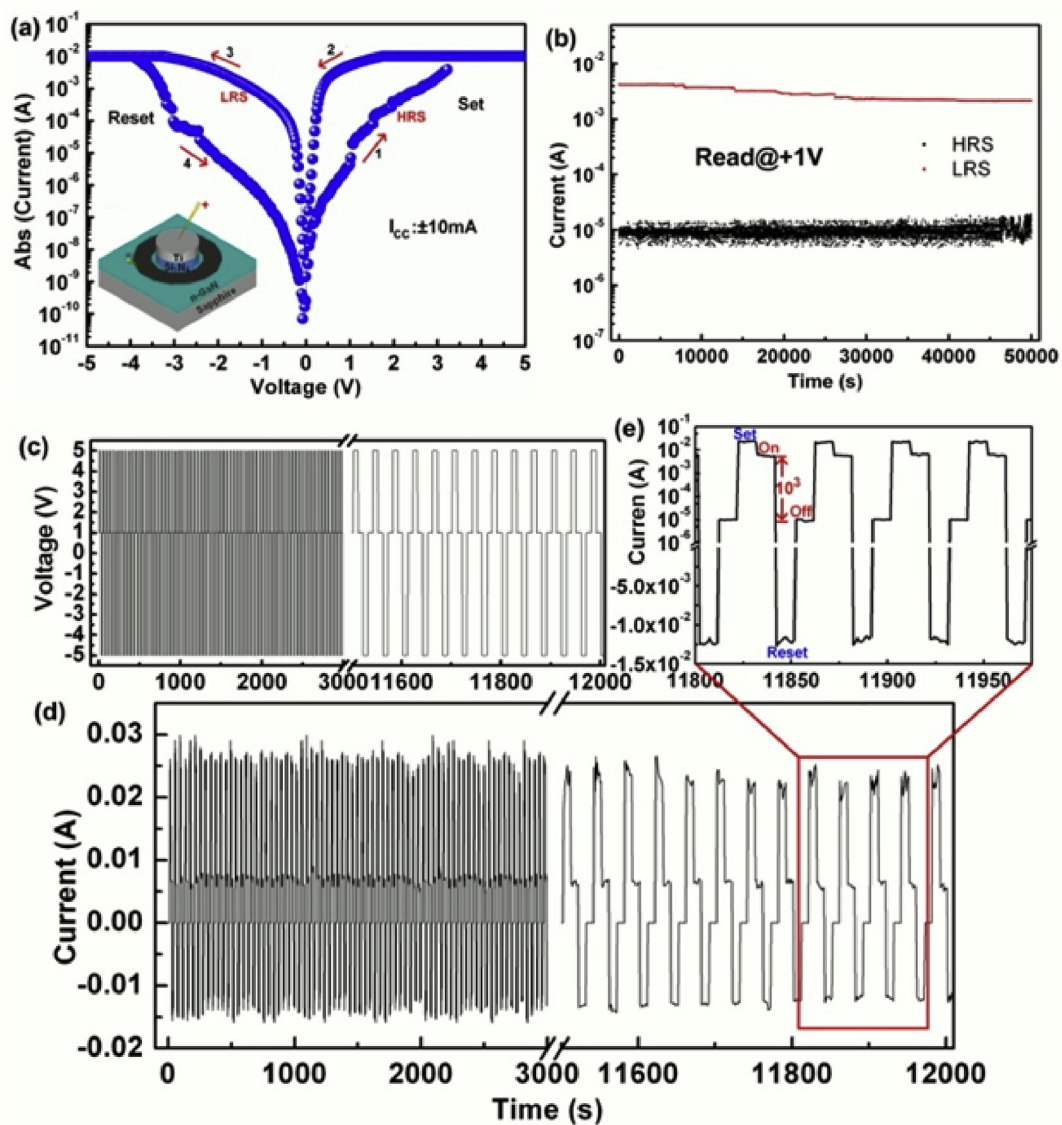 (a)
10⁻¹
10⁻²
10⁻³
10⁻⁴
10⁻⁵
10⁻⁶
10⁻⁷
10⁻⁸
10⁻⁹
10⁻¹⁰
10⁻¹¹
Abs (Current) (A)
3
2
LRS
HRS
Reset
Set
4
1
I_CC:±10mA
+
Ti
n-GaN
Sapphire
-5 -4 -3 -2 -1 0 1 2 3 4 5
Voltage (V)
(b)
10⁻²
10⁻³
10⁻⁴
10⁻⁵
10⁻⁶
10⁻⁷
Current (A)
Read@+1V
HRS
LRS
0 10000 20000 30000 40000 50000
Time (s)
(c)
5
4
3
2
1
0
-1
-2
-3
-4
-5
Voltage (V)
0 1000 2000 3000 11600 11800 12000
(e)
10⁻¹
10⁻²
10⁻³
10⁻⁴
10⁻⁵
10⁻⁶
-5.0x10⁻³
-1.0x10⁻²
-1.5x10⁻²
Curren (A)
Set
On
10³
Off
Reset
11800 11850 11900 11950
(d)
0.03
0.02
0.01
0.00
-0.01
-0.02
Current (A)
0 1000 2000 3000 11600 11800 12000
Time (s)